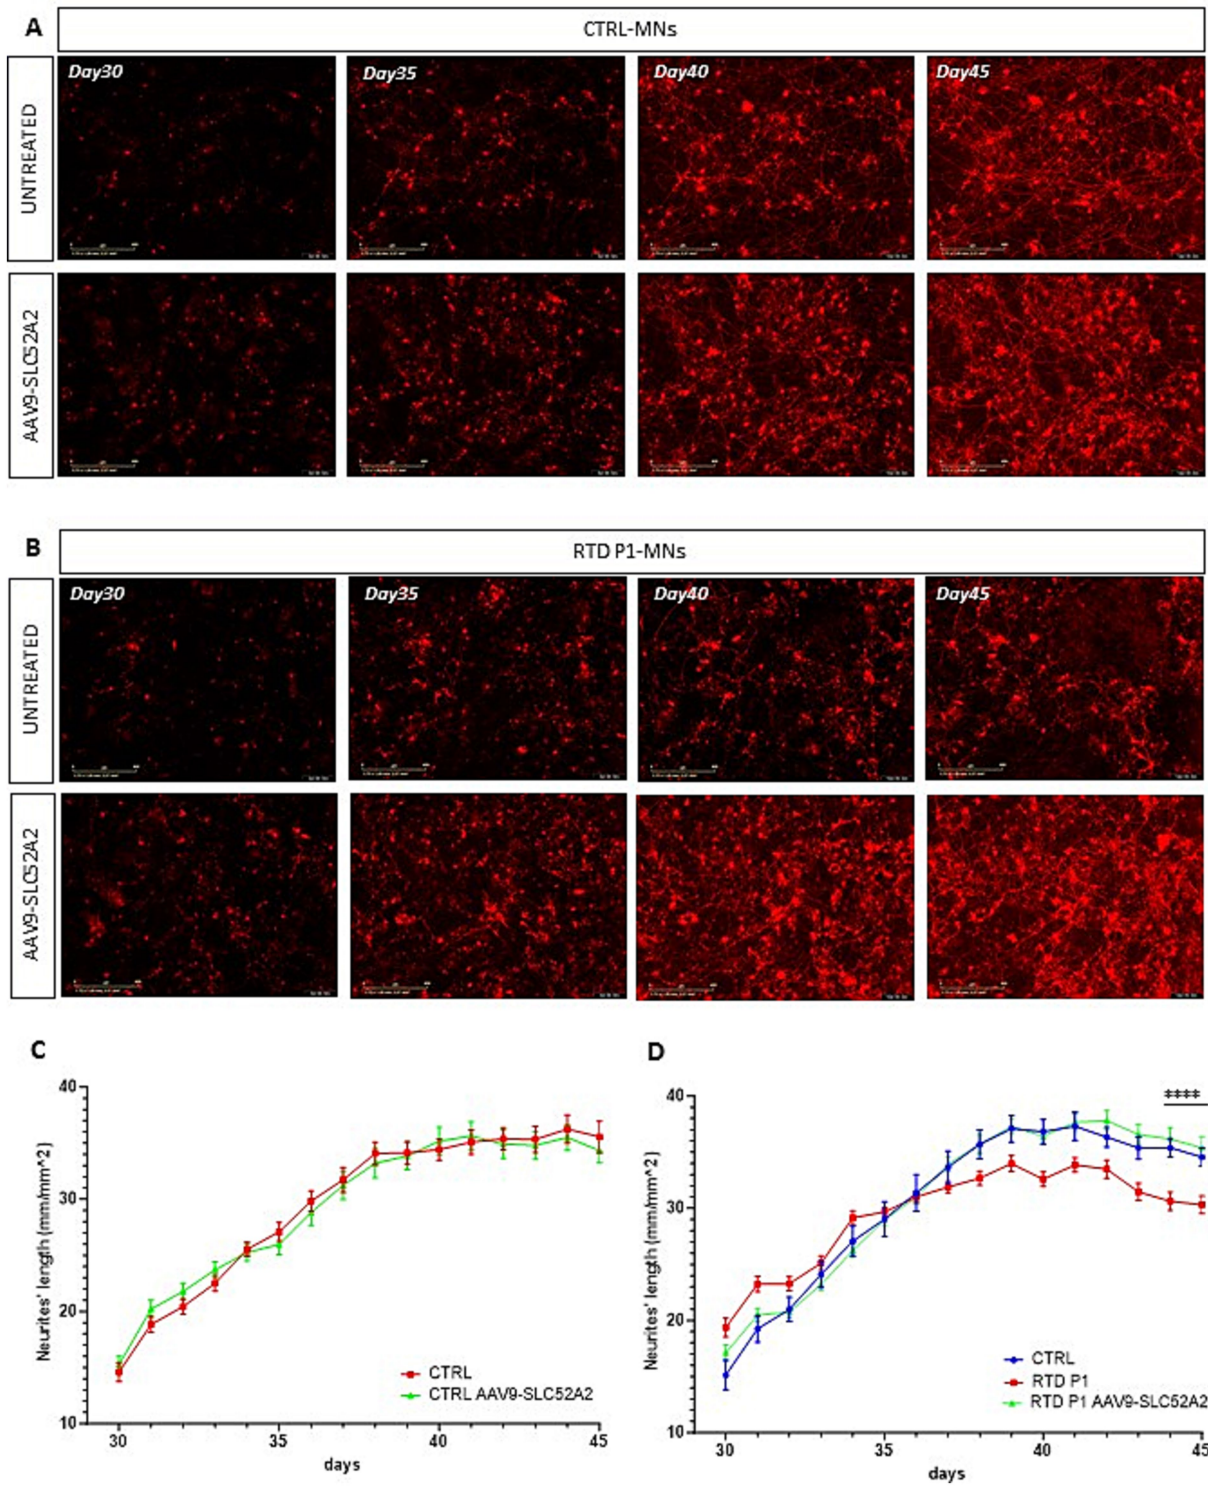 A
CTRL-MNs
UNTREATED
Day30
Day35
Day40
Day45
AAV9-SLC52A2
B
RTD P1-MNs
UNTREATED
Day30
Day35
Day40
Day45
AAV9-SLC52A2
C
Neurites' length (mm/mm^2)
40
30
20
10
30
35
40
45
days
CTRL
CTRL AAV9-SLC52A2
D
Neurites' length (mm/mm^2)
40
30
20
10
30
35
40
45
days
‡‡‡‡
CTRL
RTD P1
RTD P1 AAV9-SLC52A2